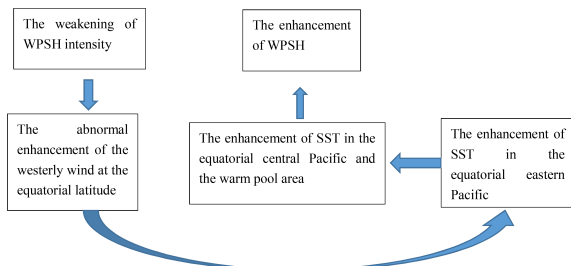 The weakening of
WPSH intensity
The enhancement
of WPSH
The abnormal
enhancement of the
westerly wind at the
equatorial latitude
The enhancement of SST in the
equatorial central Pacific and
the warm pool area
The enhancement of
SST in the
equatorial eastern
Pacific